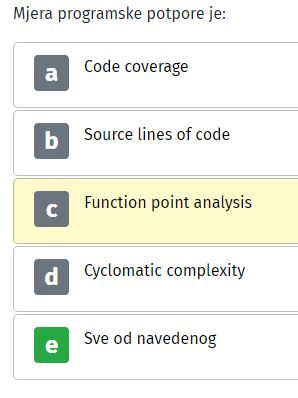 Mjera programske potpore je:
a Code coverage
b Source lines of code
c Function point analysis
d Cyclomatic complexity
e Sve od navedenog